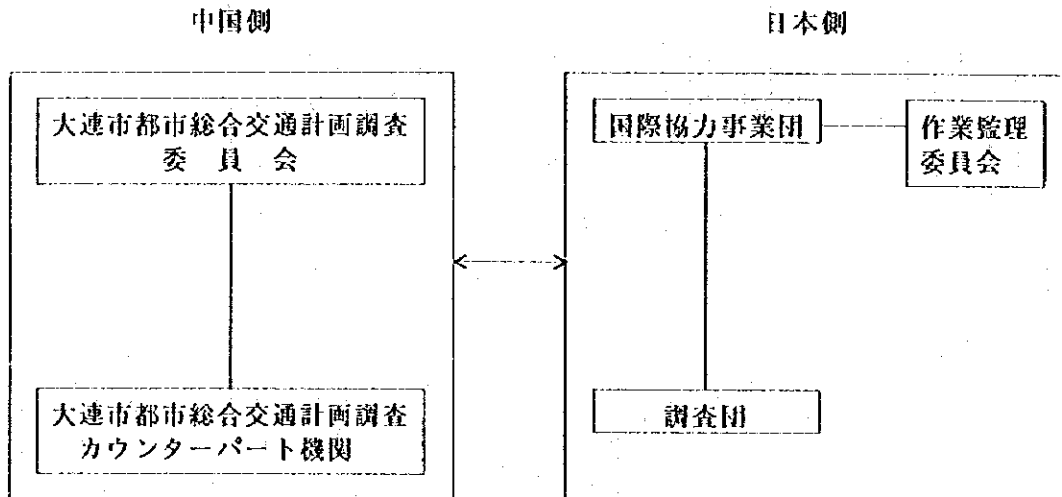 中国側
日本側
大連市都市総合交通計画調査
委員会
国際協力事業団
作業監理
委員会
大連市都市総合交通計画調査
カウンターパート機関
調査団